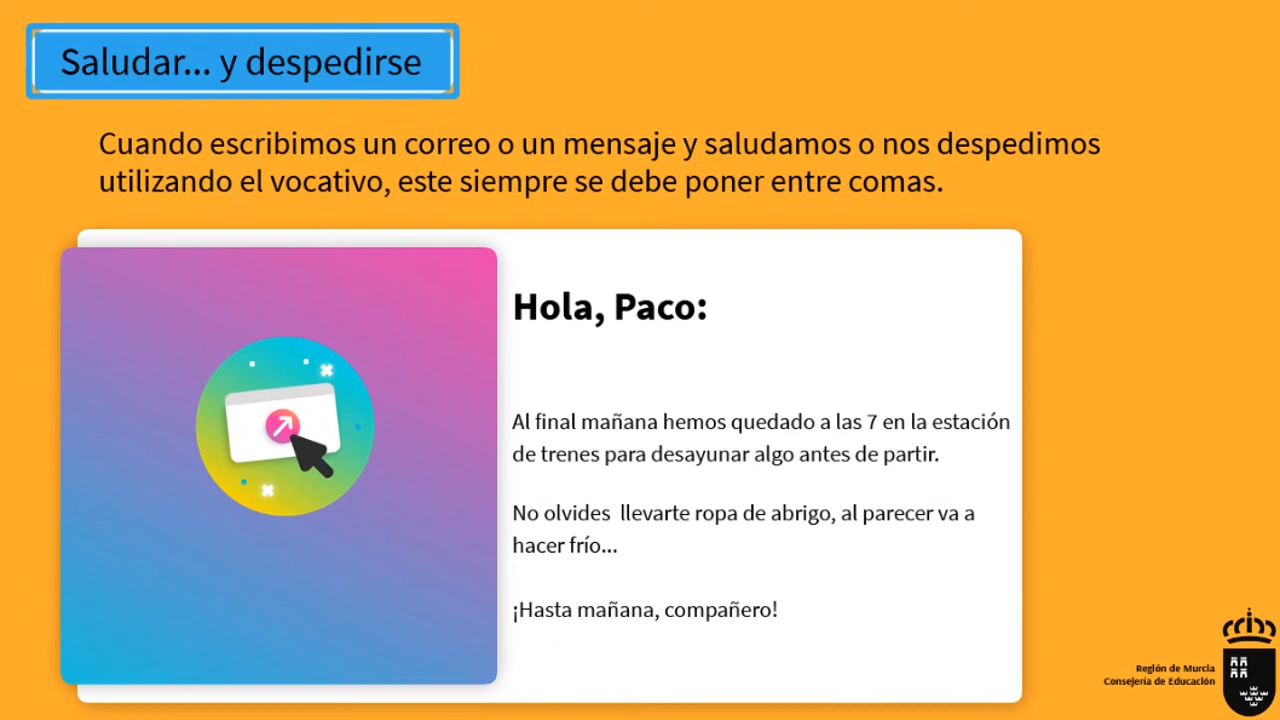 Saludar... y despedirse
Cuando escribimos un correo o un mensaje y saludamos o nos despedimos
utilizando el vocativo, este siempre se debe poner entre comas.
Hola, Paco:
Al final mañana hemos quedado a las 7 en la estación
de trenes para desayunar algo antes de partir.
No olvides  llevarte ropa de abrigo, al parecer va a
hacer frío...
¡Hasta mañana, compañero!
Región de Murcia
Consejería de Educación